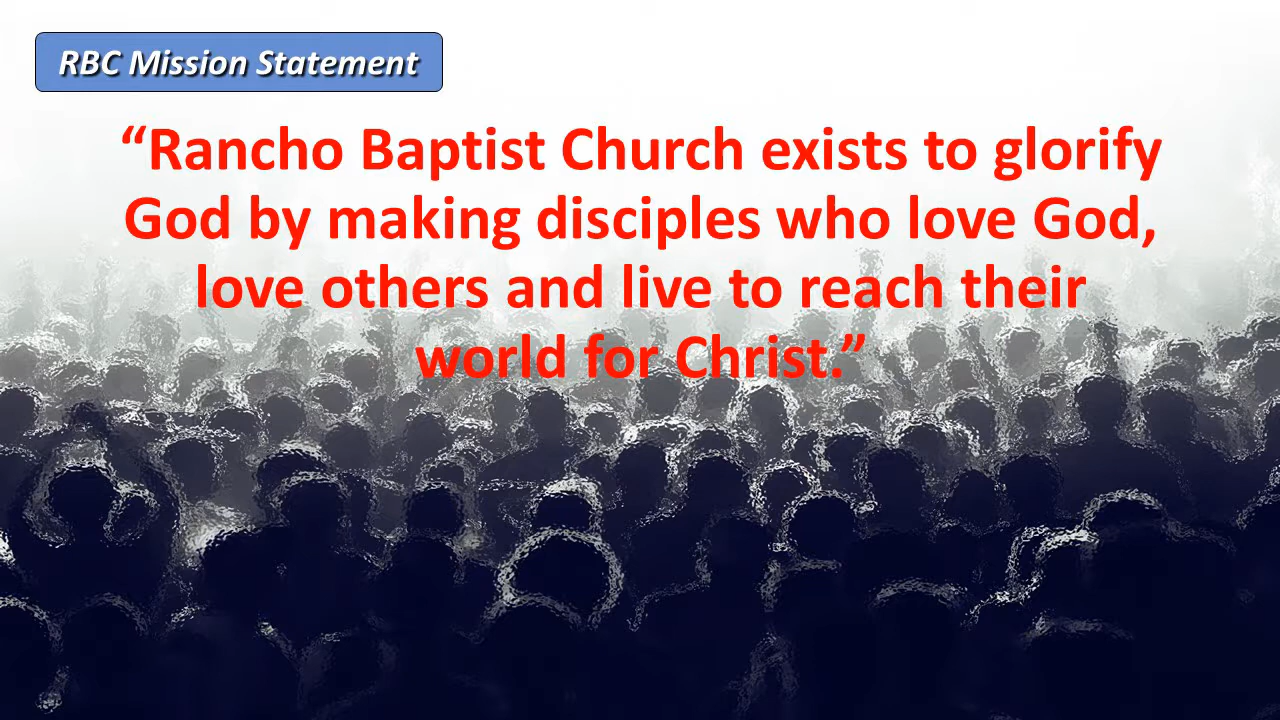 RBC Mission Statement
“Rancho Baptist Church exists to glorify
God by making disciples who love God,
love others and live to reach their
world for Christ.”